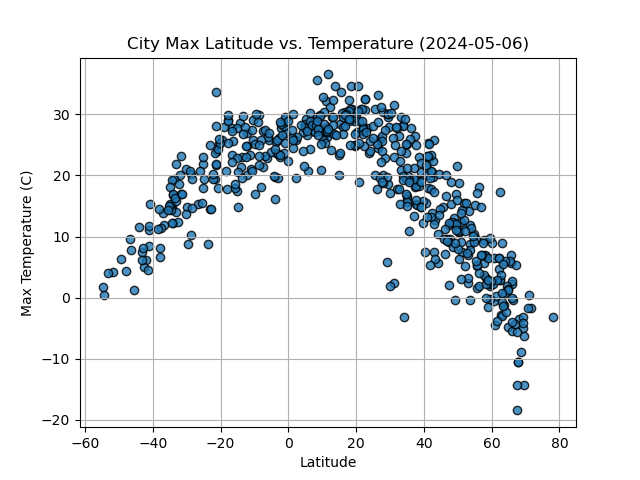 City Max Latitude vs. Temperature (2024-05-06)
30
20
10
0
−10
−20
Max Temperature (C)
−60 −40 −20 0 20 40 60 80
Latitude